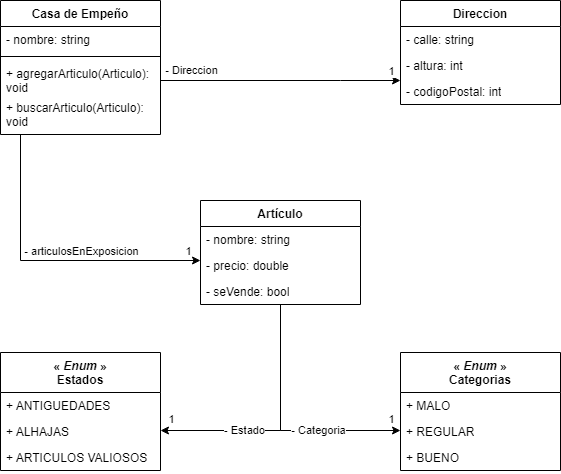 Casa de Empeño
- nombre: string
+ agregarArticulo(Articulo):
void
+ buscarArticulo(Articulo):
void
- Direccion
1
Direccion
- calle: string
- altura: int
- codigoPostal: int
- articulosEnExposicion
1
Artículo
- nombre: string
- precio: double
- seVende: bool
« Enum »
Estados
+ ANTIGUEDADES
+ ALHAJAS
+ ARTICULOS VALIOSOS
1
- Estado
- Categoria
1
« Enum »
Categorias
+ MALO
+ REGULAR
+ BUENO